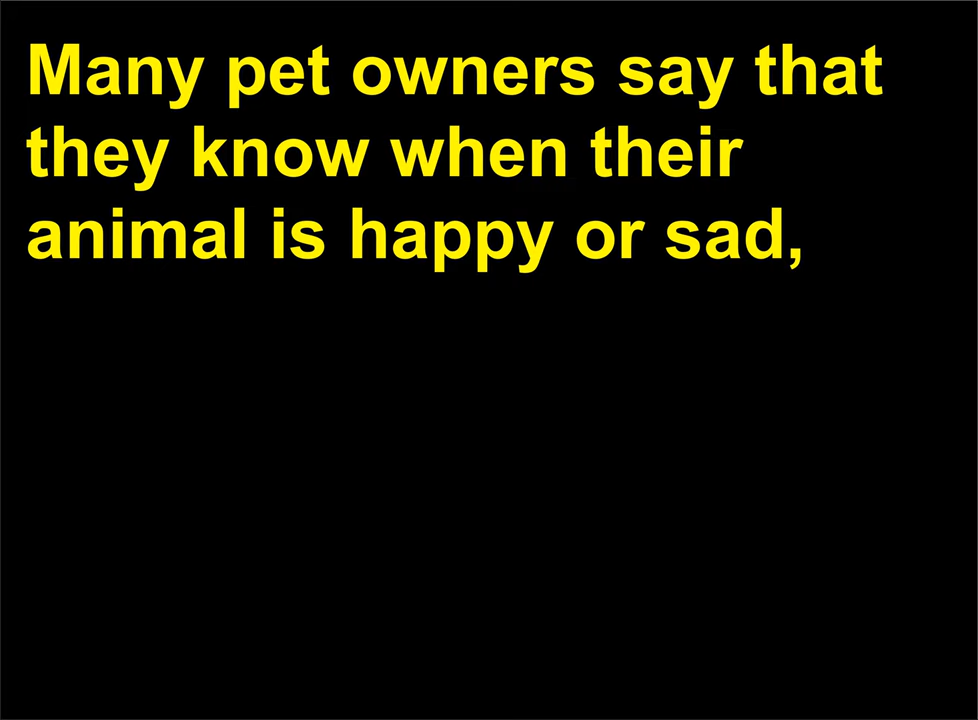 Many pet owners say that
they know when their
animal is happy or sad,